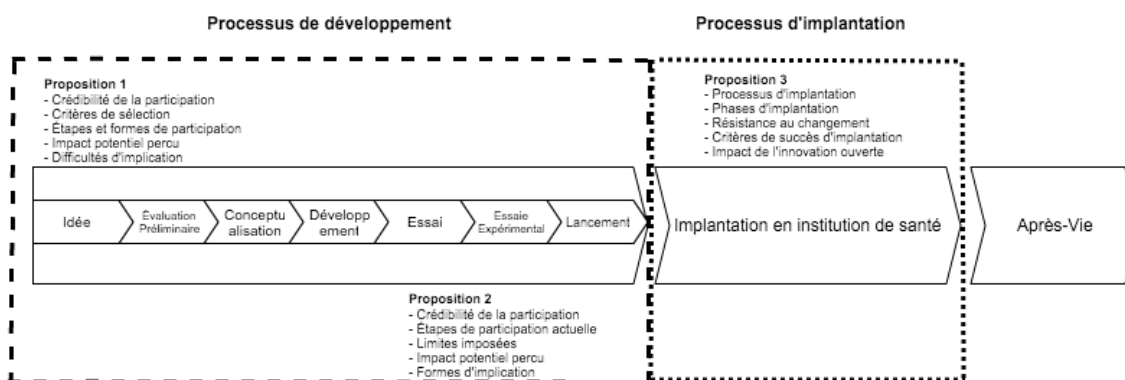 Processus de développement
Processus d'implantation
Proposition 1
- Crédibilité de la participation
- Critères de sélection
- Étapes et formes de participation
- Impact potentiel perçu
- Difficultés d'implication
Proposition 3
- Processus d'implantation
- Phases d'implantation
- Résistance au changement
- Critères de succès d'implantation
- Impact de l'innovation ouverte
Idée
Évaluation
Préliminaire
Conceptu
alisation
Développ
ement
Essai
Essaie
Expérimental
Lancement
Implantation en institution de santé
Après-Vie
Proposition 2
- Crédibilité de la participation
- Étapes de participation actuelle
- Limites imposées
- Impact potentiel perçu
- Formes d'implication